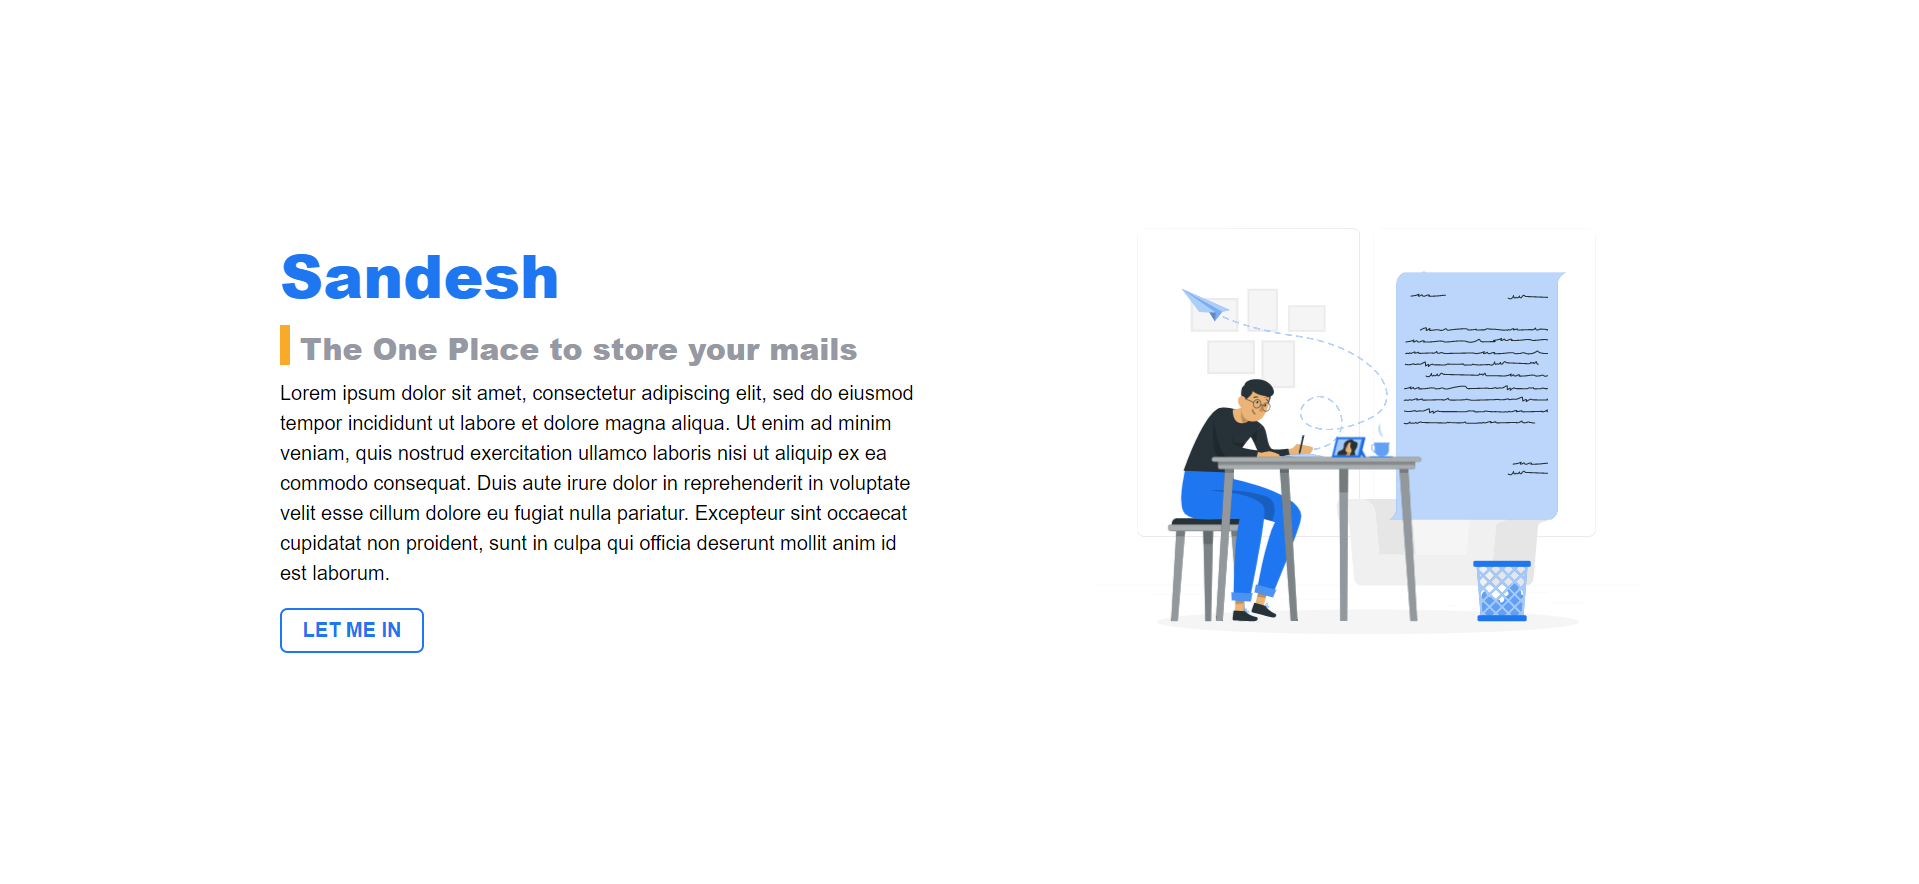 Sandesh
The One Place to store your mails
Lorem ipsum dolor sit amet, consectetur adipiscing elit, sed do eiusmod
tempor incididunt ut labore et dolore magna aliqua. Ut enim ad minim
veniam, quis nostrud exercitation ullamco laboris nisi ut aliquip ex ea
commodo consequat. Duis aute irure dolor in reprehenderit in voluptate
velit esse cillum dolore eu fugiat nulla pariatur. Excepteur sint occaecat
cupidatat non proident, sunt in culpa qui officia deserunt mollit anim id
est laborum.
LET ME IN